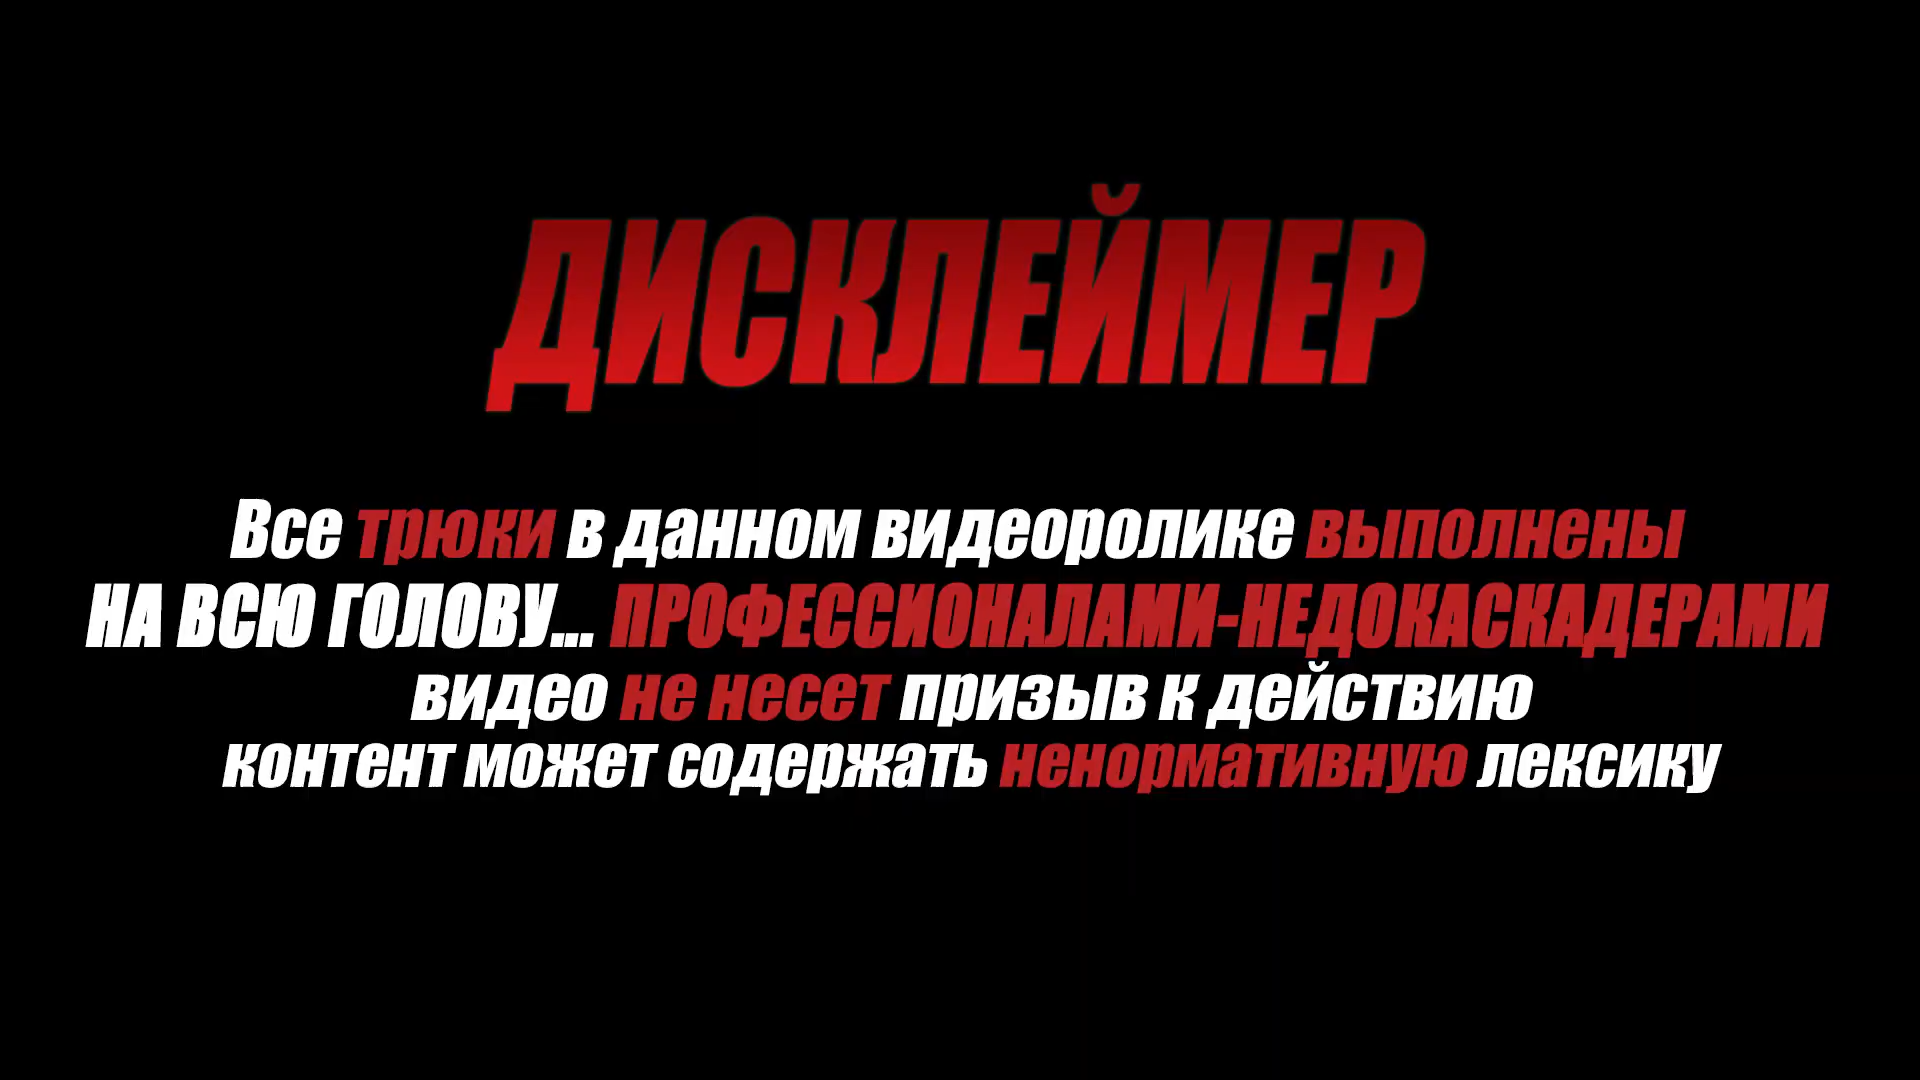 ДИСКЛЕЙМЕР
Все трюки в данном видеоролике выполнены
НА ВСЮ ГОЛОВУ... ПРОФЕССИОНАЛАМИ-НЕДОКАСКАДЕРАМИ
видео не несет призыв к действию
контент может содержать ненормативную лексику